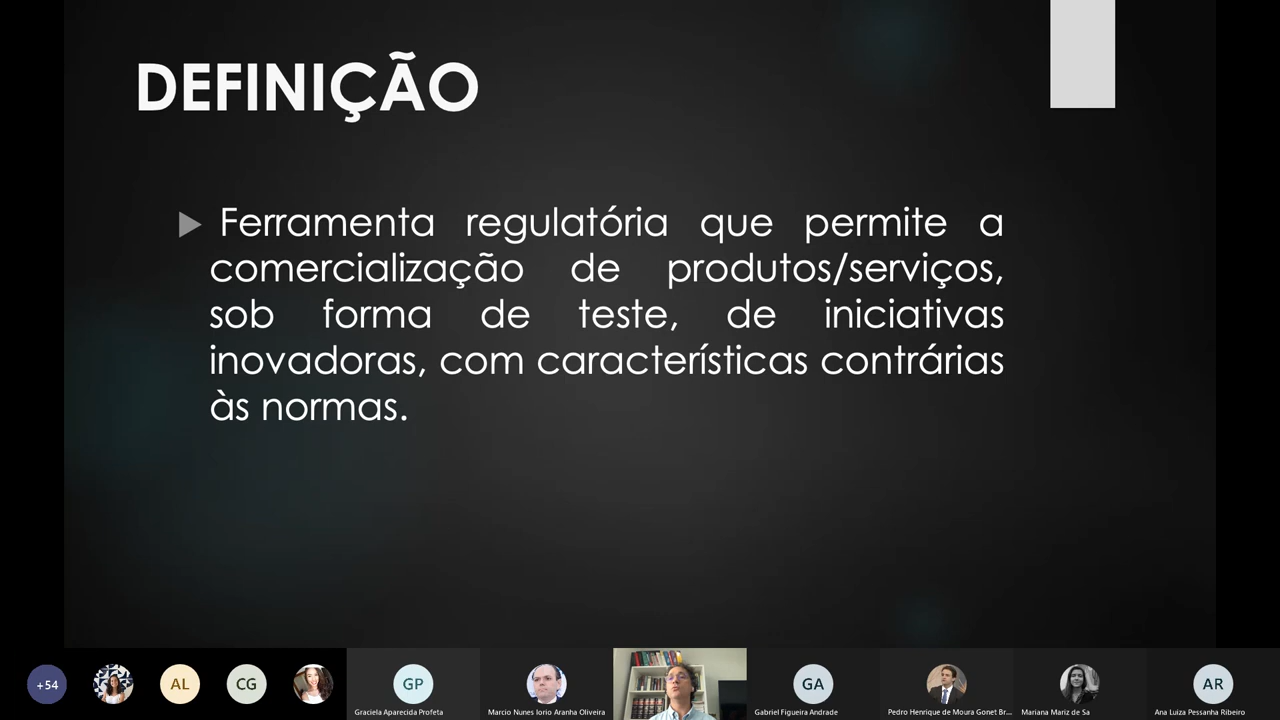 DEFINIÇÃO
Ferramenta regulatória que permite a
comercialização de produtos/serviços,
sob forma de teste, de iniciativas
inovadoras, com características contrárias
às normas.
+54
AL
CG
GP
GA
AR
Graciela Aparecida Profeta
Marcio Nunes Iorio Aranha Oliveira
Gabriel Figueira Andrade
Pedro Henrique de Moura Gonet Br...
Mariana Mariz de Sa
Ana Luiza Pessanha Ribeiro